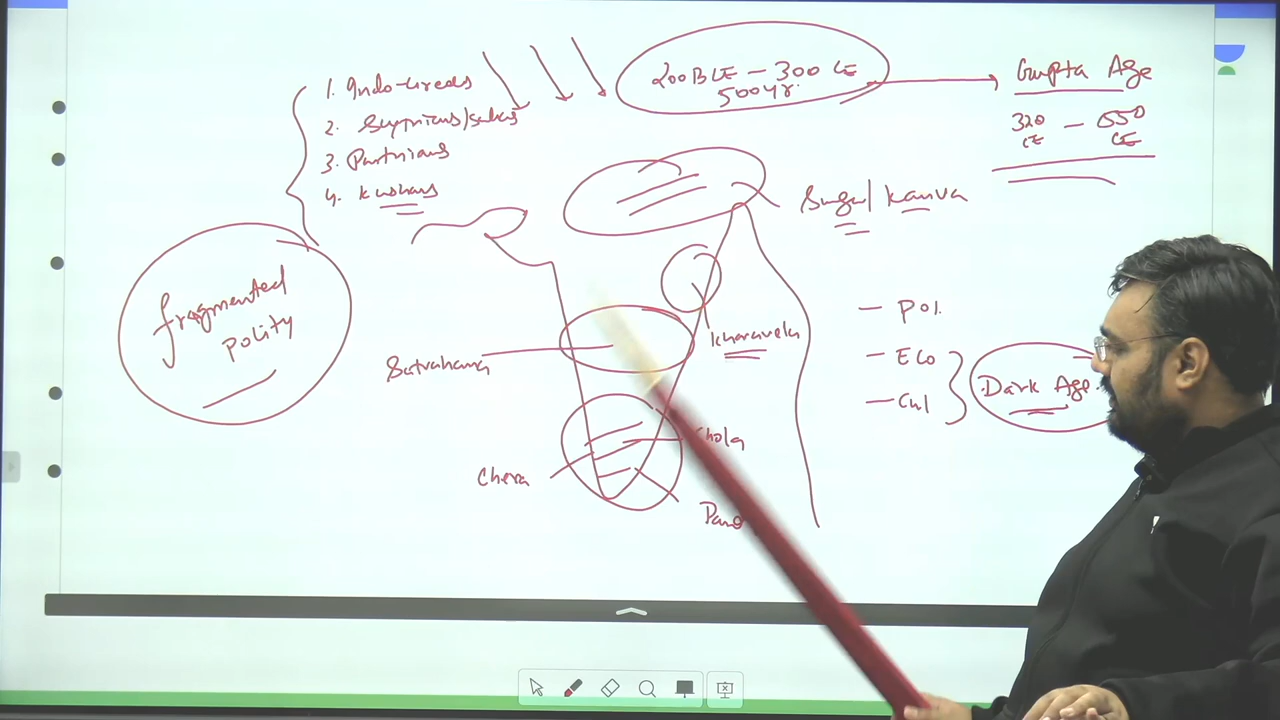 1. Indo-Greeks
2. Scythians/Sakas
3. Parthians
4. Kushans
200 BCE – 300 CE
500 yr.
Gupta Age
320 CE – 550 CE
Sunga/Kanva
fragmented
polity
Kharavela
Satvahana
Chola
Chera
Pand
– Pol.
– Eco
– Cul
Dark Age